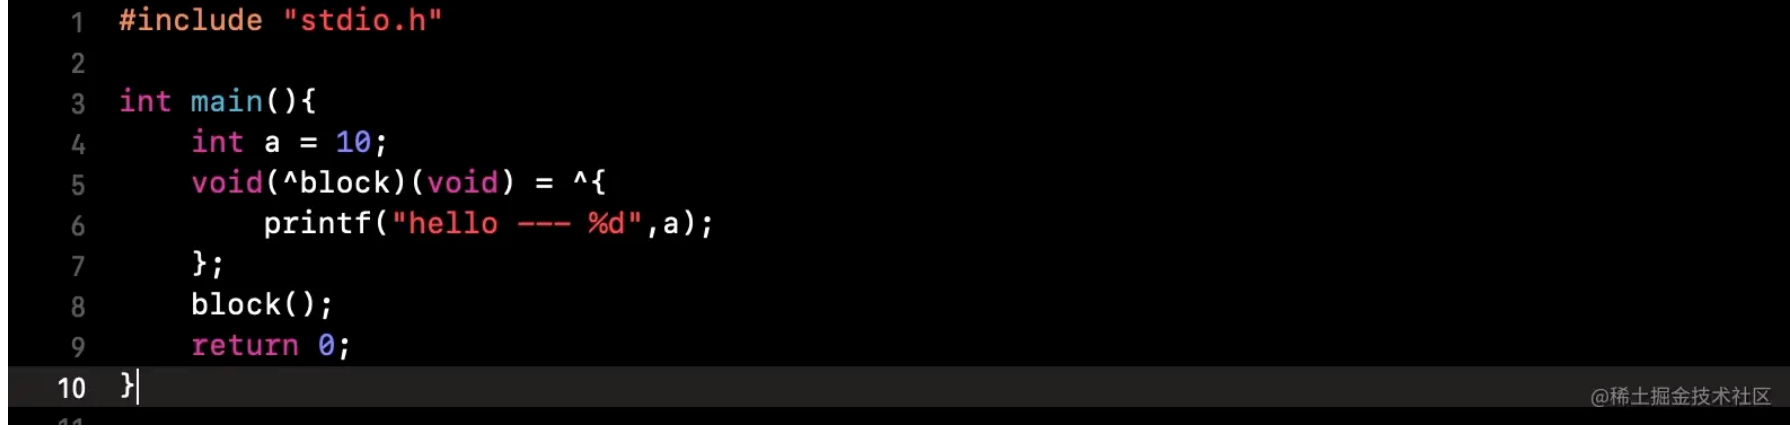 1 #include "stdio.h"
2
3 int main(){
4     int a = 10;
5     void(^block)(void) = ^{
6         printf("hello --- %d",a);
7     };
8     block();
9     return 0;
10 }
@稀土掘金技术社区
11